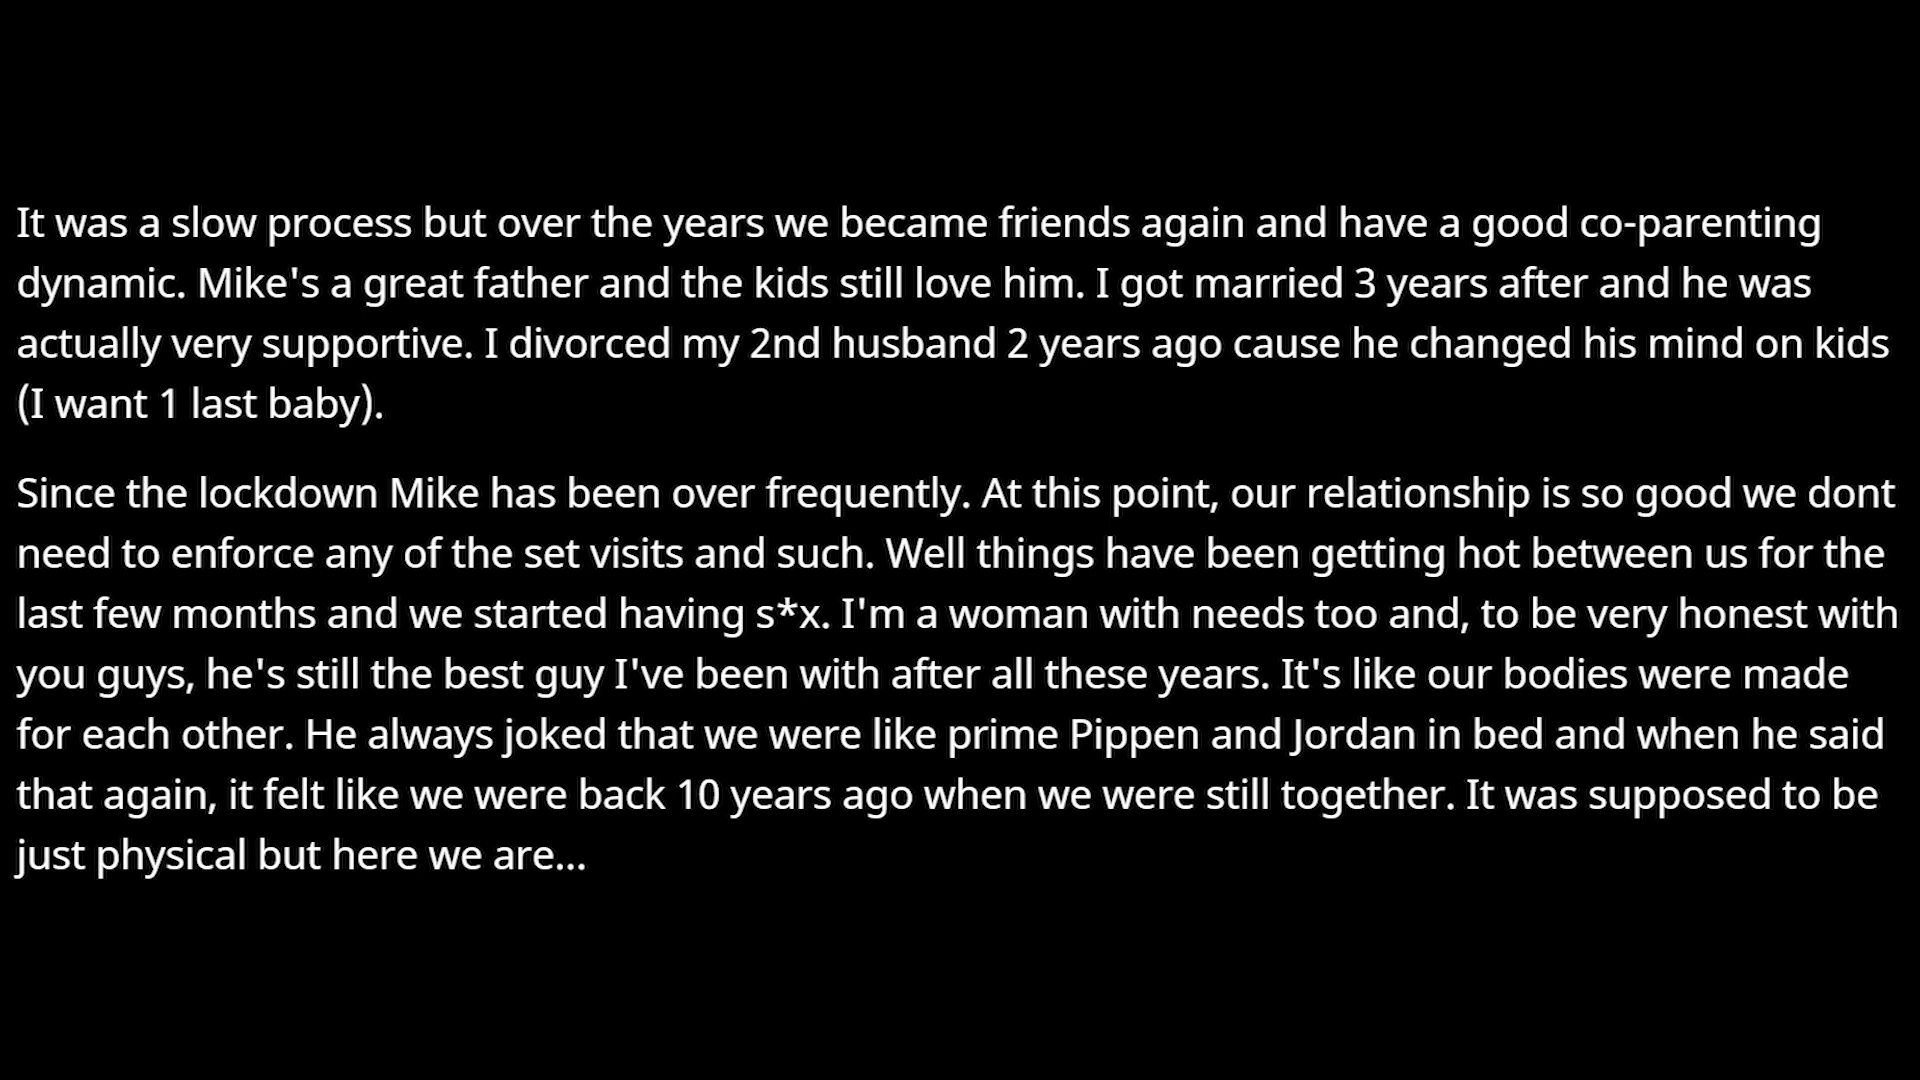 It was a slow process but over the years we became friends again and have a good co-parenting
dynamic. Mike's a great father and the kids still love him. I got married 3 years after and he was
actually very supportive. I divorced my 2nd husband 2 years ago cause he changed his mind on kids
(I want 1 last baby).
Since the lockdown Mike has been over frequently. At this point, our relationship is so good we dont
need to enforce any of the set visits and such. Well things have been getting hot between us for the
last few months and we started having s*x. I'm a woman with needs too and, to be very honest with
you guys, he's still the best guy I've been with after all these years. It's like our bodies were made
for each other. He always joked that we were like prime Pippen and Jordan in bed and when he said
that again, it felt like we were back 10 years ago when we were still together. It was supposed to be
just physical but here we are...